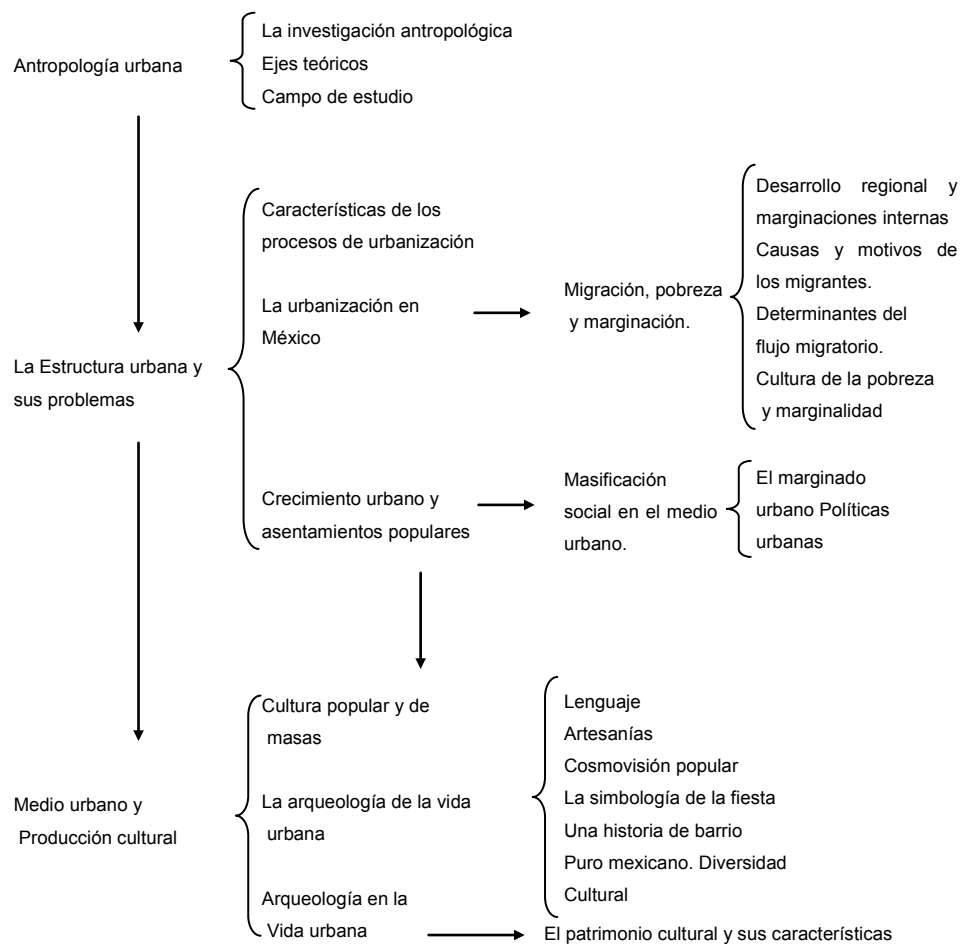 Antropología urbana
La investigación antropológica
Ejes teóricos
Campo de estudio
La Estructura urbana y
sus problemas
Características de los
procesos de urbanización
La urbanización en
México
Migración, pobreza
y marginación.
Desarrollo regional y
marginaciones internas
Causas y motivos de
los migrantes.
Determinantes del
flujo migratorio.
Cultura de la pobreza
y marginalidad
Crecimiento urbano y
asentamientos populares
Masificación
social en el medio
urbano.
El marginado
urbano Políticas
urbanas
Medio urbano y
Producción cultural
Cultura popular y de
masas
La arqueología de la vida
urbana
Lenguaje
Artesanías
Cosmovisión popular
La simbología de la fiesta
Una historia de barrio
Puro mexicano. Diversidad
Cultural
Arqueología en la
Vida urbana
El patrimonio cultural y sus características